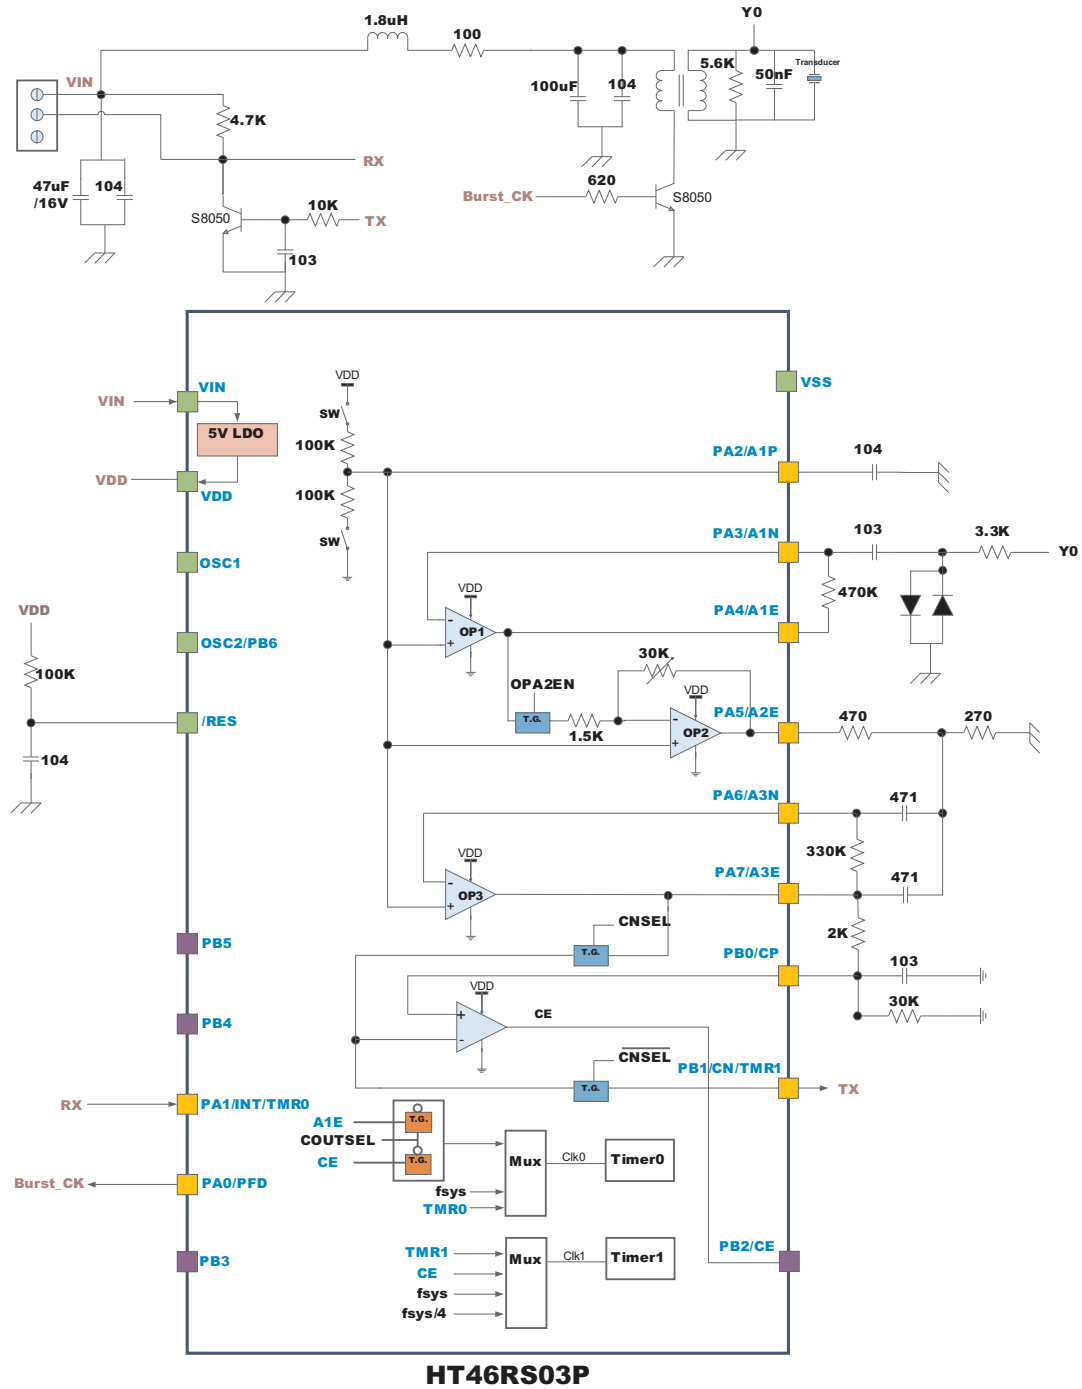 Y0
1.8uH
100
VIN
100uF
104
5.6K
50nF
Transducer
4.7K
RX
47uF
/16V
104
S8050
10K
TX
103
Burst_CK
620
S8050
VIN
VIN
5V LDO
VDD
VDD
OSC1
VDD
100K
OSC2/PB6
/RES
104
PB5
PB4
RX
PA1/INT/TMR0
Burst_CK
PA0/PFD
PB3
VDD
SW
100K
100K
SW
VSS
PA2/A1P
104
PA3/A1N
103
3.3K
Y0
470K
PA4/A1E
VDD
-
+
OP1
OPA2EN
T.G.
1.5K
30K
VDD
-
+
OP2
PA5/A2E
470
270
PA6/A3N
471
330K
PA7/A3E
471
VDD
-
+
OP3
CNSEL
T.G.
2K
PB0/CP
103
30K
VDD
+
-
CE
CNSEL
T.G.
PB1/CN/TMR1
TX
A1E
T.G.
COUTSEL
CE
T.G.
Mux
Clk0
Timer0
fsys
TMR0
TMR1
CE
fsys
fsys/4
Mux
Clk1
Timer1
PB2/CE
HT46RS03P